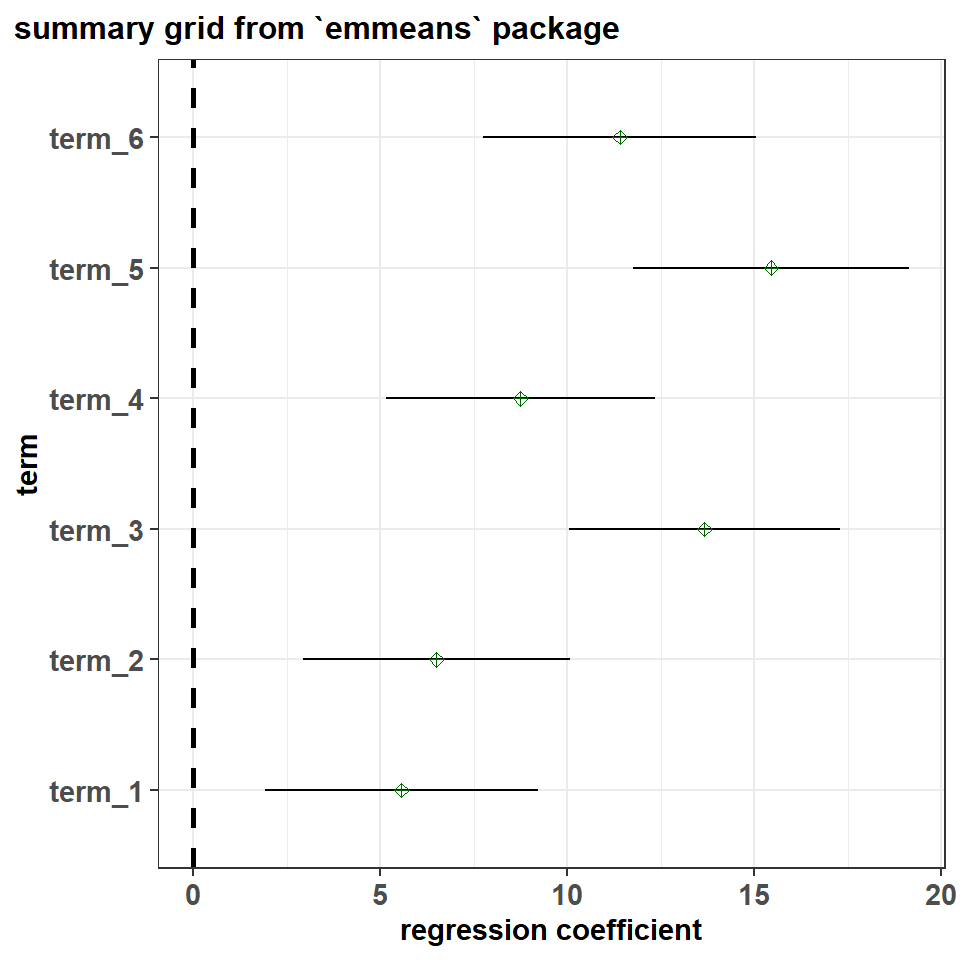 summary grid from `emmeans` package
term
term_6
term_5
term_4
term_3
term_2
term_1
0 5 10 15 20
regression coefficient